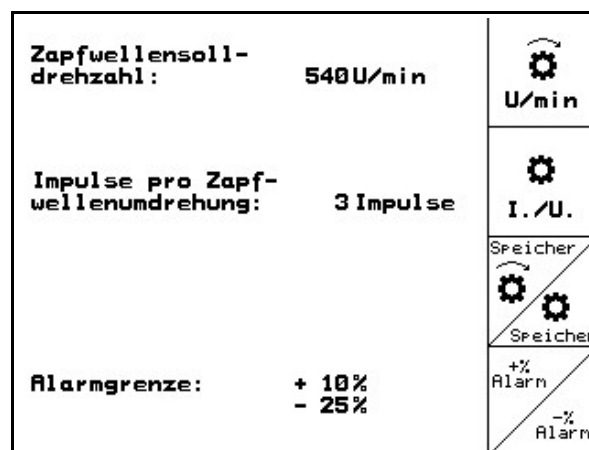 Zapfwellensoll-
drehzahl: 540U/min
U/min
Impulse pro Zapf-
wellenumdrehung: 3 Impulse
I./U.
Speicher
Speicher
Alarmgrenze: + 10%
- 25%
+%
Alarm
-%
Alarm